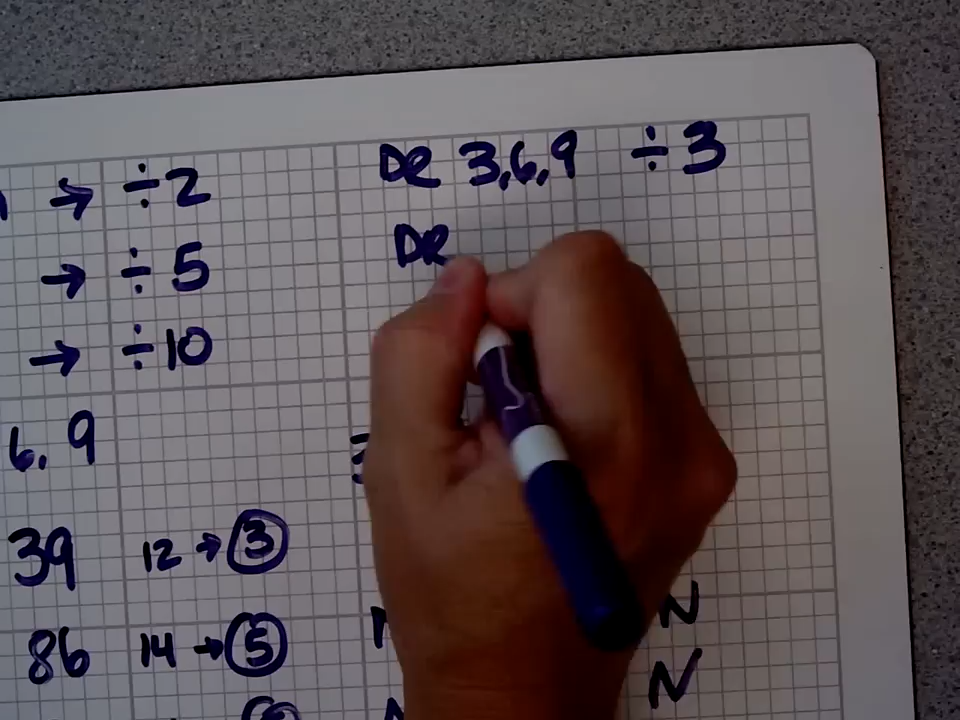 → ÷2
DR 3,6,9 ÷3
→ ÷5
DR
→ ÷10
6, 9
39 12 → 3
86 14 → 5 N
N